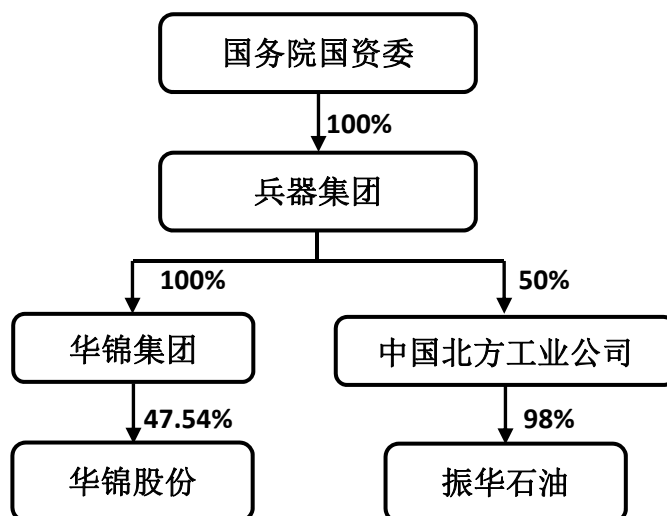 国务院国资委
100%
兵器集团
100%
50%
华锦集团
中国北方工业公司
47.54%
98%
华锦股份
振华石油